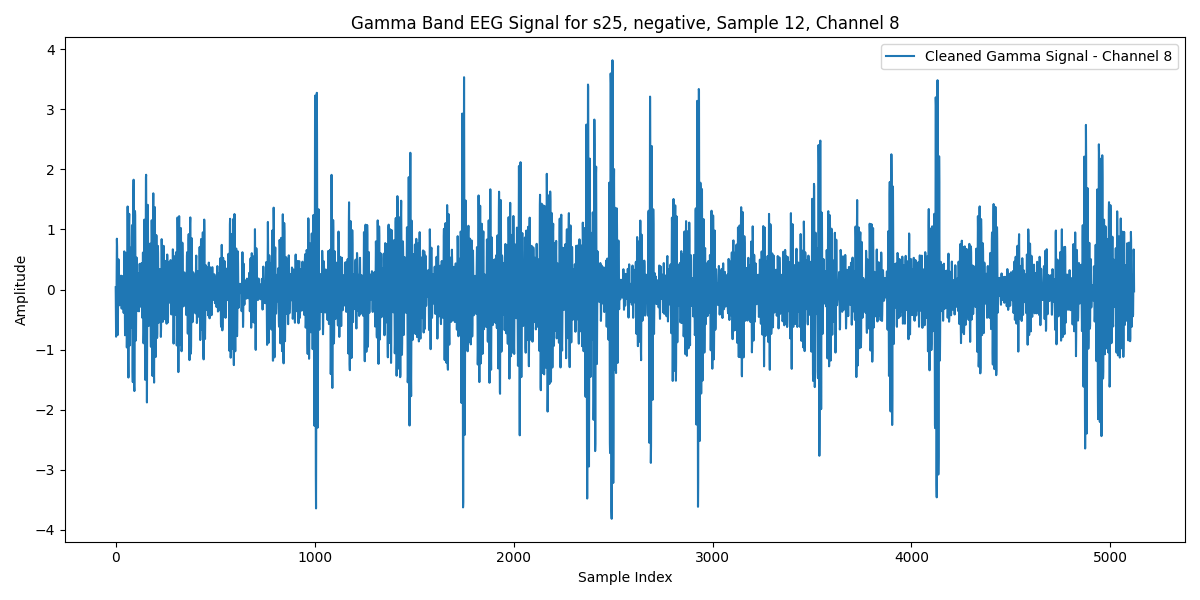 Gamma Band EEG Signal for s25, negative, Sample 12, Channel 8
Cleaned Gamma Signal - Channel 8
4
3
2
1
0
−1
−2
−3
−4
Amplitude
0 1000 2000 3000 4000 5000
Sample Index